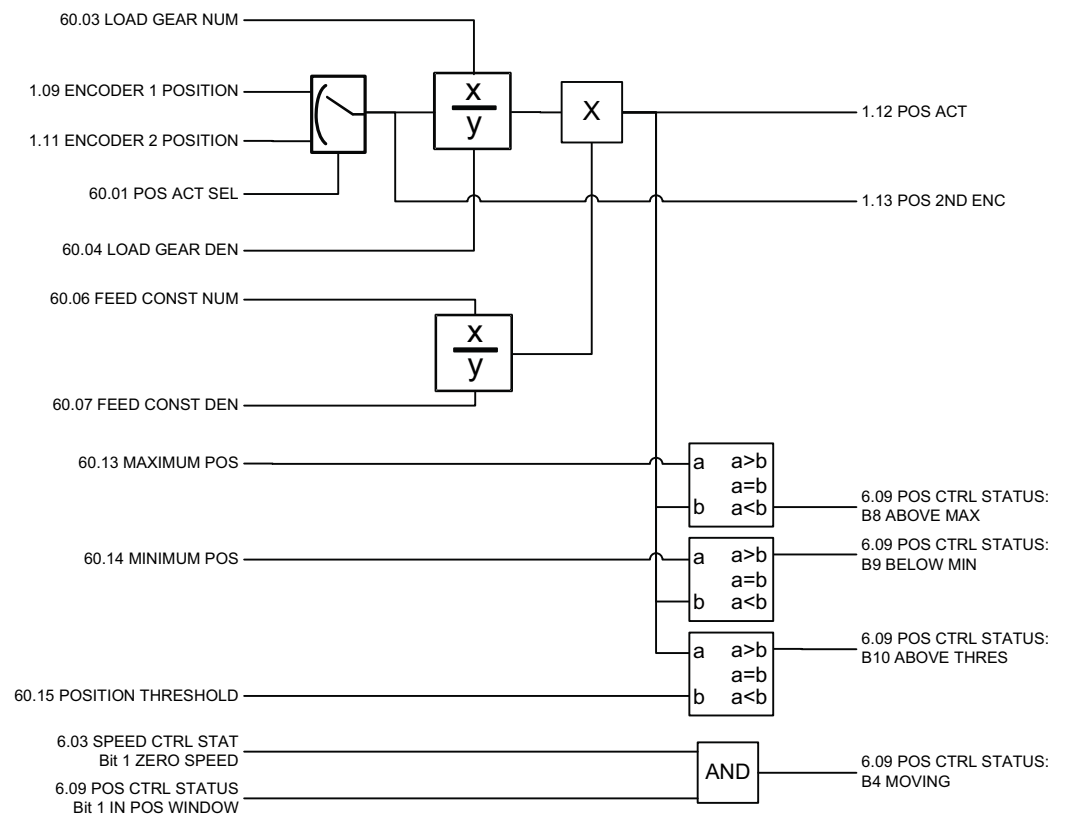 60.03 LOAD GEAR NUM
1.09 ENCODER 1 POSITION
1.11 ENCODER 2 POSITION
60.01 POS ACT SEL
60.04 LOAD GEAR DEN
60.06 FEED CONST NUM
60.07 FEED CONST DEN
x
y
X
1.12 POS ACT
1.13 POS 2ND ENC
x
y
60.13 MAXIMUM POS
a a>b
a=b
b a<b
6.09 POS CTRL STATUS:
B8 ABOVE MAX
60.14 MINIMUM POS
a a>b
a=b
b a<b
6.09 POS CTRL STATUS:
B9 BELOW MIN
a a>b
a=b
b a<b
6.09 POS CTRL STATUS:
B10 ABOVE THRES
60.15 POSITION THRESHOLD
6.03 SPEED CTRL STAT
Bit 1 ZERO SPEED
6.09 POS CTRL STATUS
Bit 1 IN POS WINDOW
AND
6.09 POS CTRL STATUS:
B4 MOVING